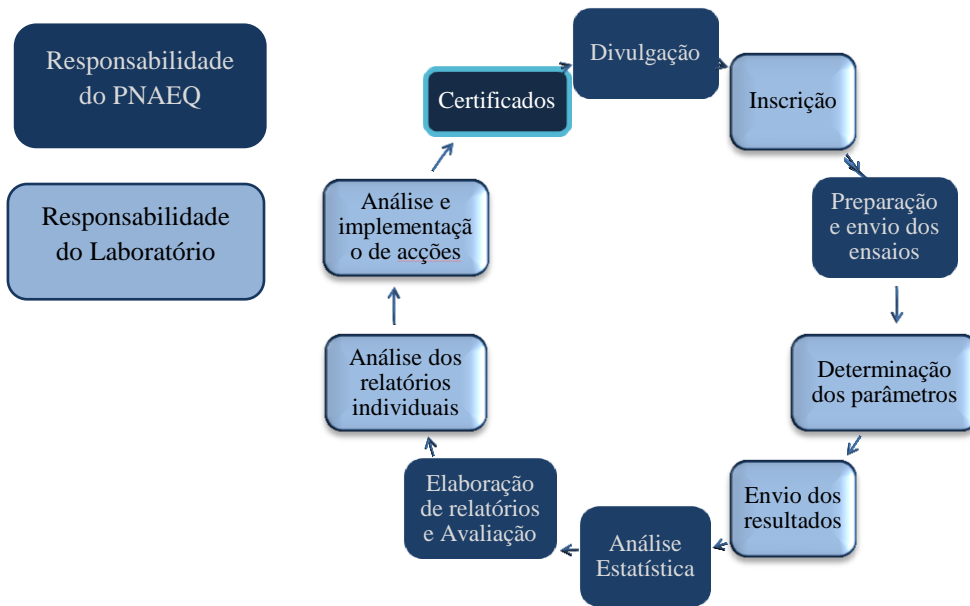 Responsabilidade
do PNAEQ
Responsabilidade
do Laboratório
Divulgação
Inscrição
Preparação
e envio dos
ensaios
Determinação
dos parâmetros
Envio dos
resultados
Análise
Estatística
Elaboração
de relatórios
e Avaliação
Análise dos
relatórios
individuais
Análise e
implementaçã
o de acções
Certificados